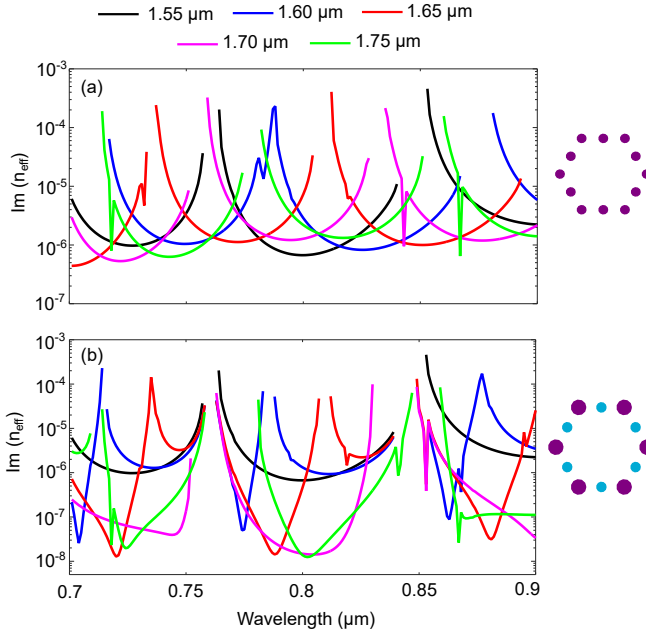 1.55 µm 1.60 µm 1.65 µm
1.70 µm 1.75 µm
(a)
10⁻³
10⁻⁴
10⁻⁵
10⁻⁶
10⁻⁷
Im (n_eff)
(b)
10⁻³
10⁻⁴
10⁻⁵
10⁻⁶
10⁻⁷
10⁻⁸
Im (n_eff)
0.7 0.75 0.8 0.85 0.9
Wavelength (µm)